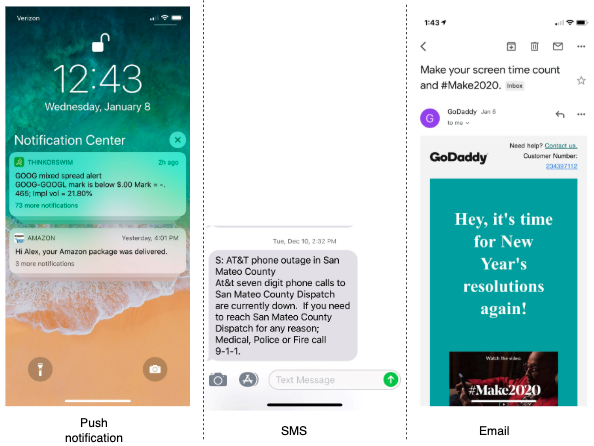 Verizon
12:43
Wednesday, January 8
Notification Center
THINKORSWIM 2h ago
GOOG mixed spread alert
GOOG-GOOGL mark is below $.00 Mark = -.
465; Impl vol = 21.80%
73 more notifications
AMAZON Yesterday, 4:01 PM
Hi Alex, your Amazon package was delivered.
3 more notifications
Push
notification
Tue, Dec 10, 2:32 PM
S: AT&T phone outage in San
Mateo County
At&t seven digit phone calls to
San Mateo County Dispatch
are currently down. If you need
to reach San Mateo County
Dispatch for any reason;
Medical, Police or Fire call
9-1-1.
Text Message
SMS
1:43
Make your screen time count
and #Make2020. Inbox
G
GoDaddy Jan 6
to me
Need help? Contact us.
GoDaddy
Customer Number:
234397112
Hey, it's time
for New
Year's
resolutions
again!
Watch the video.
#Make2020
Email